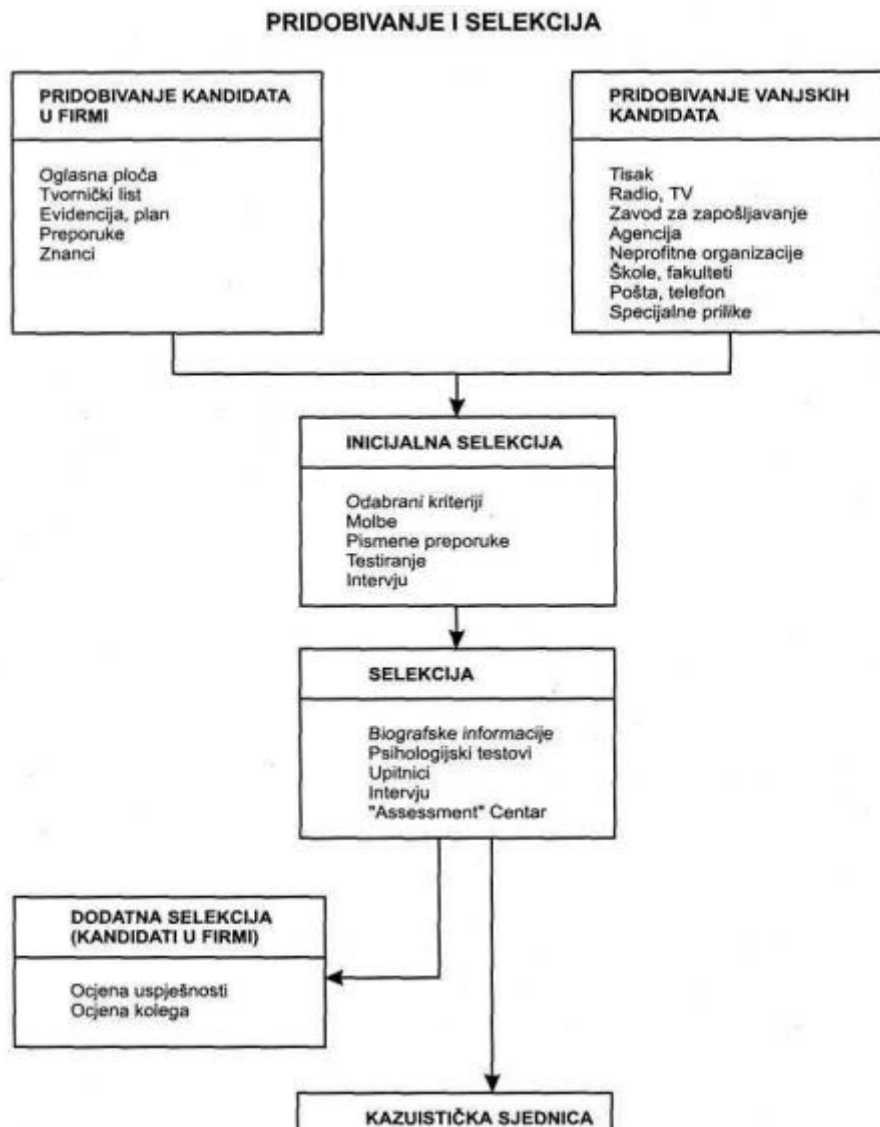 PRIDOBIVANJE I SELEKCIJA
PRIDOBIVANJE KANDIDATA
U FIRMI
Oglasna ploča
Tvornički list
Evidencija, plan
Preporuke
Znanci
PRIDOBIVANJE VANJSKIH
KANDIDATA
Tisak
Radio, TV
Zavod za zapošljavanje
Agencija
Neprofitne organizacije
Škole, fakulteti
Pošta, telefon
Specijalne prilike
INICIJALNA SELEKCIJA
Odabrani kriteriji
Molbe
Pismene preporuke
Testiranje
Intervju
SELEKCIJA
Biografske informacije
Psihologijski testovi
Upitnici
Intervju
"Assessment" Centar
DODATNA SELEKCIJA
(KANDIDATI U FIRMI)
Ocjena uspješnosti
Ocjena kolega
KAZUISTIČKA SJEDNICA